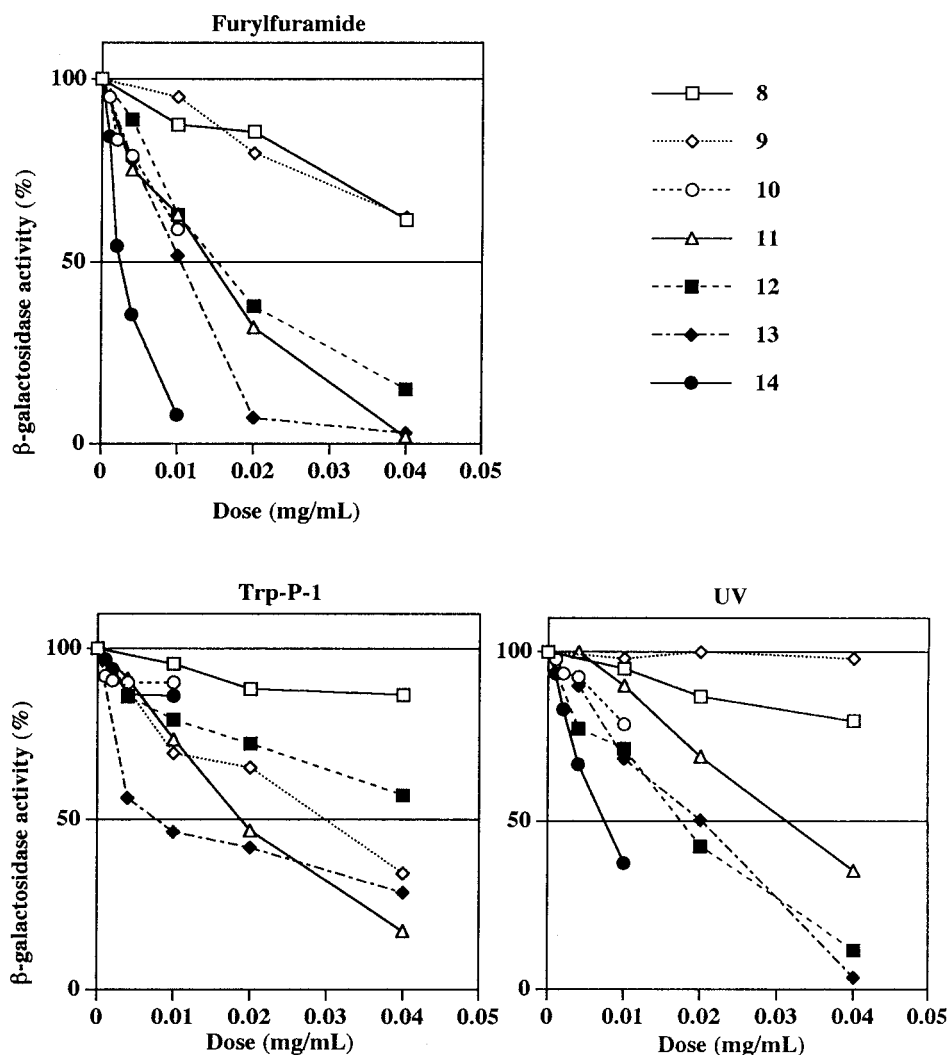 Furylfuramide
β-galactosidase activity (%)
100
50
0
0 0.01 0.02 0.03 0.04 0.05
Dose (mg/mL)
8
9
10
11
12
13
14
Trp-P-1
β-galactosidase activity (%)
100
50
0
0 0.01 0.02 0.03 0.04 0.05
Dose (mg/mL)
UV
100
50
0
0 0.01 0.02 0.03 0.04 0.05
Dose (mg/mL)